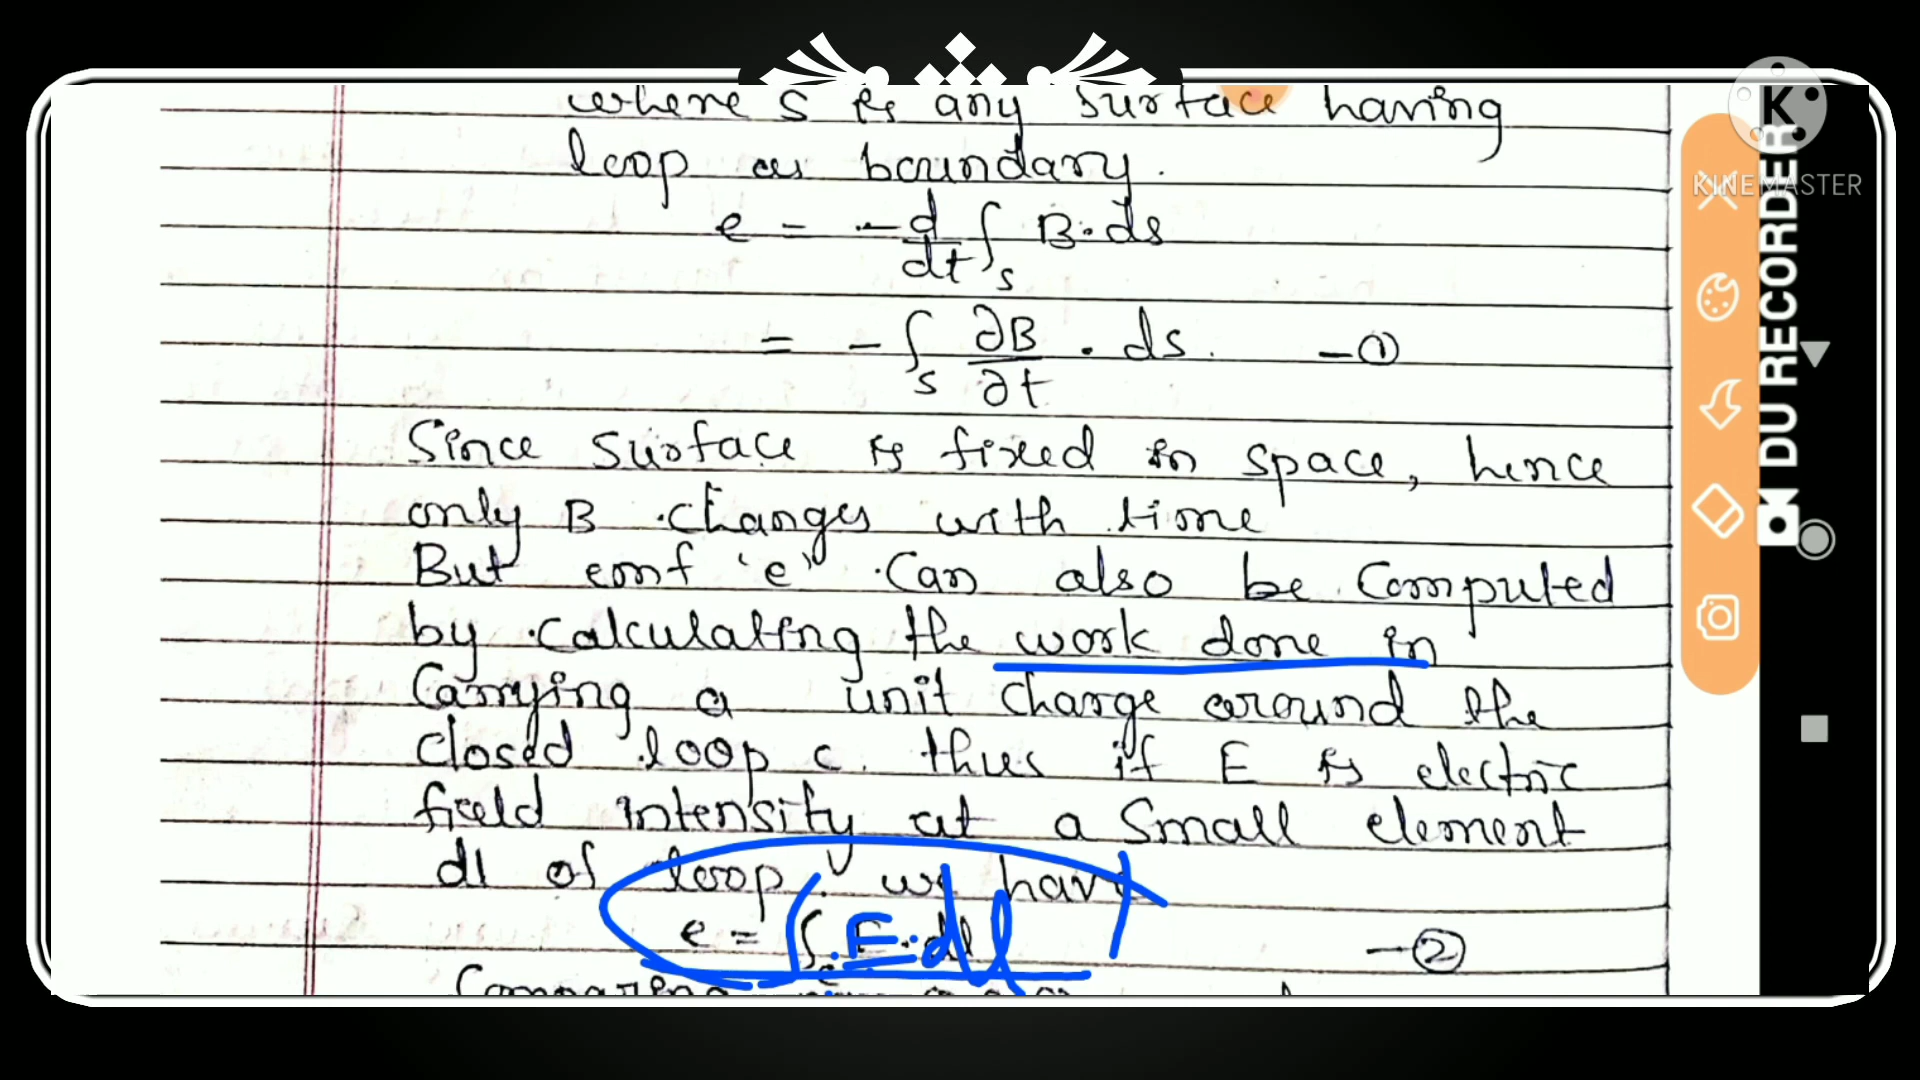 where S is any surface having
loop as boundary.
e = - d/dt ∫s B.ds
= - ∫s ∂B/∂t . ds. -①
Since surface is fixed in space, hence
only B changes with time
But emf 'e' can also be computed
by calculating the work done in
Carrying a unit charge around the
closed loop c. thus if E is electric
field intensity at a small element
dl of loop. we have
e = ∫c E.dl -②
Comparing
KINEMASTER
DU RECORDER